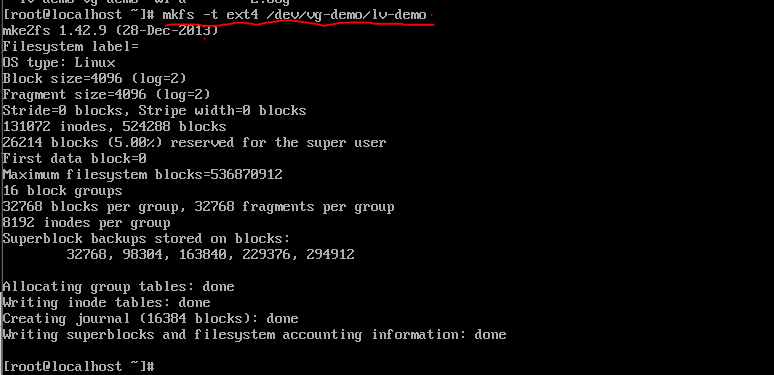 [root@localhost ~]# mkfs -t ext4 /dev/vg-demo/lv-demo
mke2fs 1.42.9 (28-Dec-2013)
Filesystem label=
OS type: Linux
Block size=4096 (log=2)
Fragment size=4096 (log=2)
Stride=0 blocks, Stripe width=0 blocks
131072 inodes, 524288 blocks
26214 blocks (5.00%) reserved for the super user
First data block=0
Maximum filesystem blocks=536870912
16 block groups
32768 blocks per group, 32768 fragments per group
8192 inodes per group
Superblock backups stored on blocks:
32768, 98304, 163840, 229376, 294912
Allocating group tables: done
Writing inode tables: done
Creating journal (16384 blocks): done
Writing superblocks and filesystem accounting information: done
[root@localhost ~]#